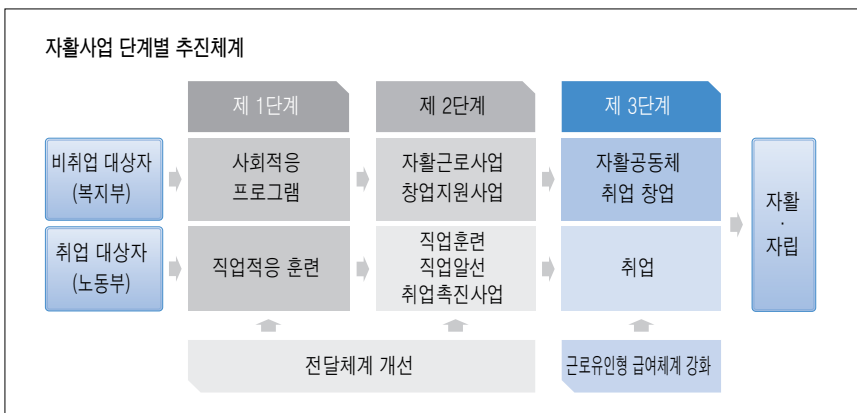 자활사업 단계별 추진체계
제 1단계
제 2단계
제 3단계
비취업 대상자
(복지부)
사회적응
프로그램
자활근로사업
창업지원사업
자활공동체
취업 창업
취업 대상자
(노동부)
직업적응 훈련
직업훈련
직업알선
취업촉진사업
취업
자활
·
자립
전달체계 개선
근로유인형 급여체계 강화